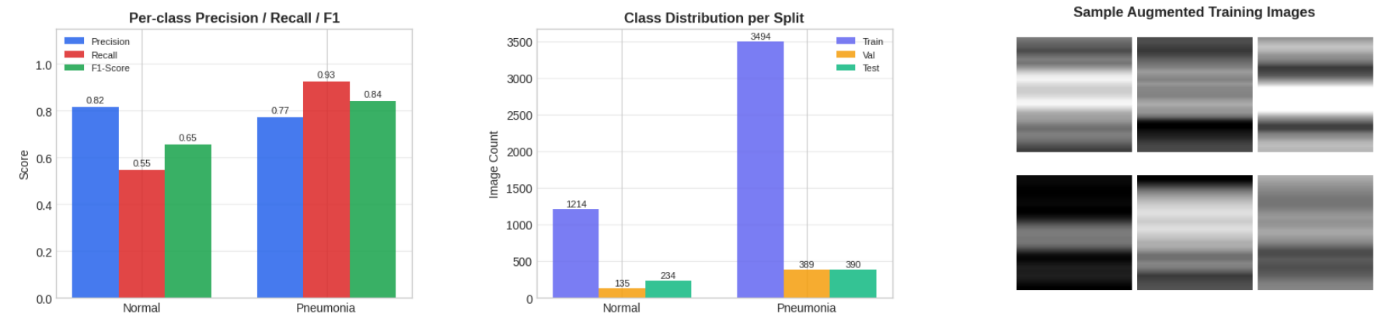 Per-class Precision / Recall / F1
Precision
Recall
F1-Score
Score
1.0
0.8
0.6
0.4
0.2
0.0
0.82
0.55
0.65
0.77
0.93
0.84
Normal
Pneumonia
Class Distribution per Split
Train
Val
Test
Image Count
3500
3000
2500
2000
1500
1000
500
0
1214
135
234
3494
389
390
Normal
Pneumonia
Sample Augmented Training Images